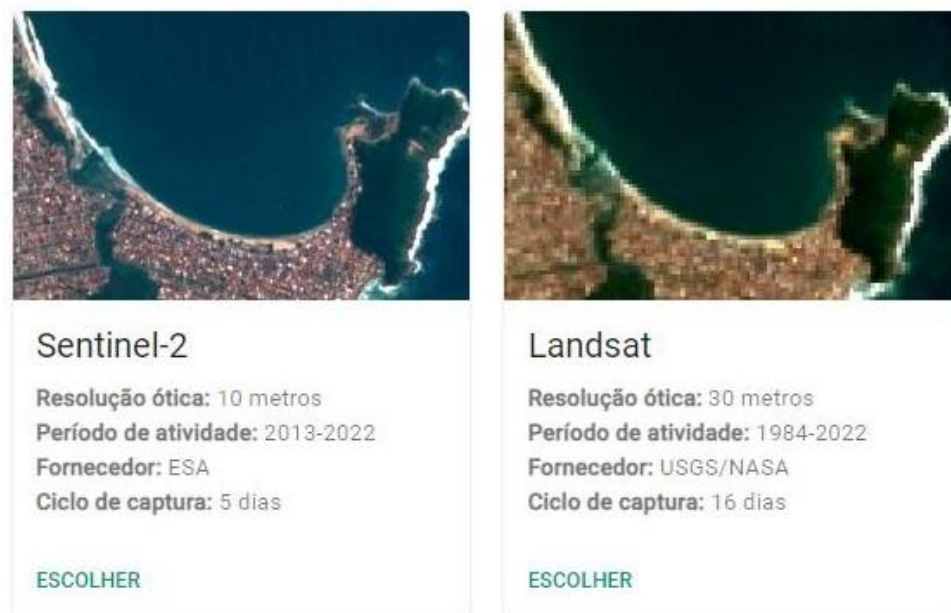 Sentinel-2
Resolução ótica: 10 metros
Período de atividade: 2013-2022
Fornecedor: ESA
Ciclo de captura: 5 dias
ESCOLHER
Landsat
Resolução ótica: 30 metros
Período de atividade: 1984-2022
Fornecedor: USGS/NASA
Ciclo de captura: 16 dias
ESCOLHER